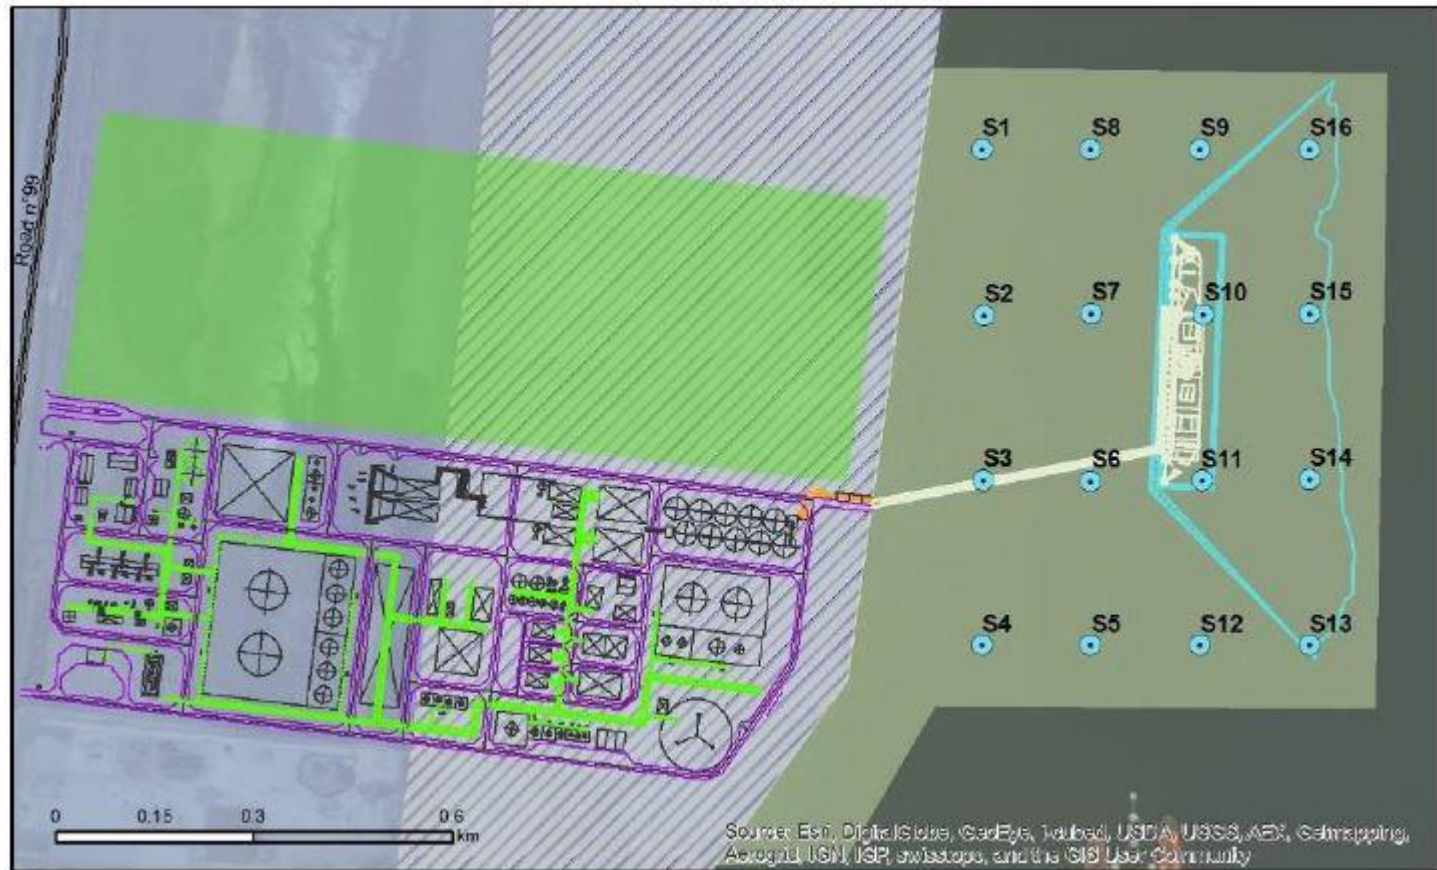 Road n°99
S1 S8 S9 S16
S2 S7 S10 S15
S3 S6 S11 S14
S4 S5 S12 S13
0 0.15 0.3 0.6
km
Source: Esri, DigitalGlobe, GeoEye, i-cubed, USDA, USGS, AEX, Getmapping,
Aerogrid, IGN, IGP, swisstopo, and the GIS User Community